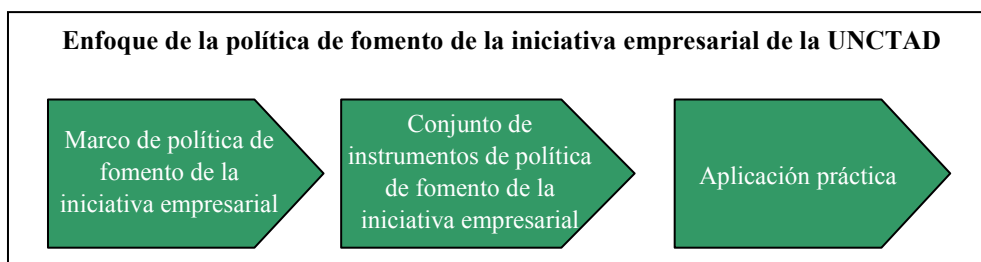 Enfoque de la política de fomento de la iniciativa empresarial de la UNCTAD
Marco de política de
fomento de la
iniciativa empresarial
Conjunto de
instrumentos de política
de fomento de la
iniciativa empresarial
Aplicación práctica